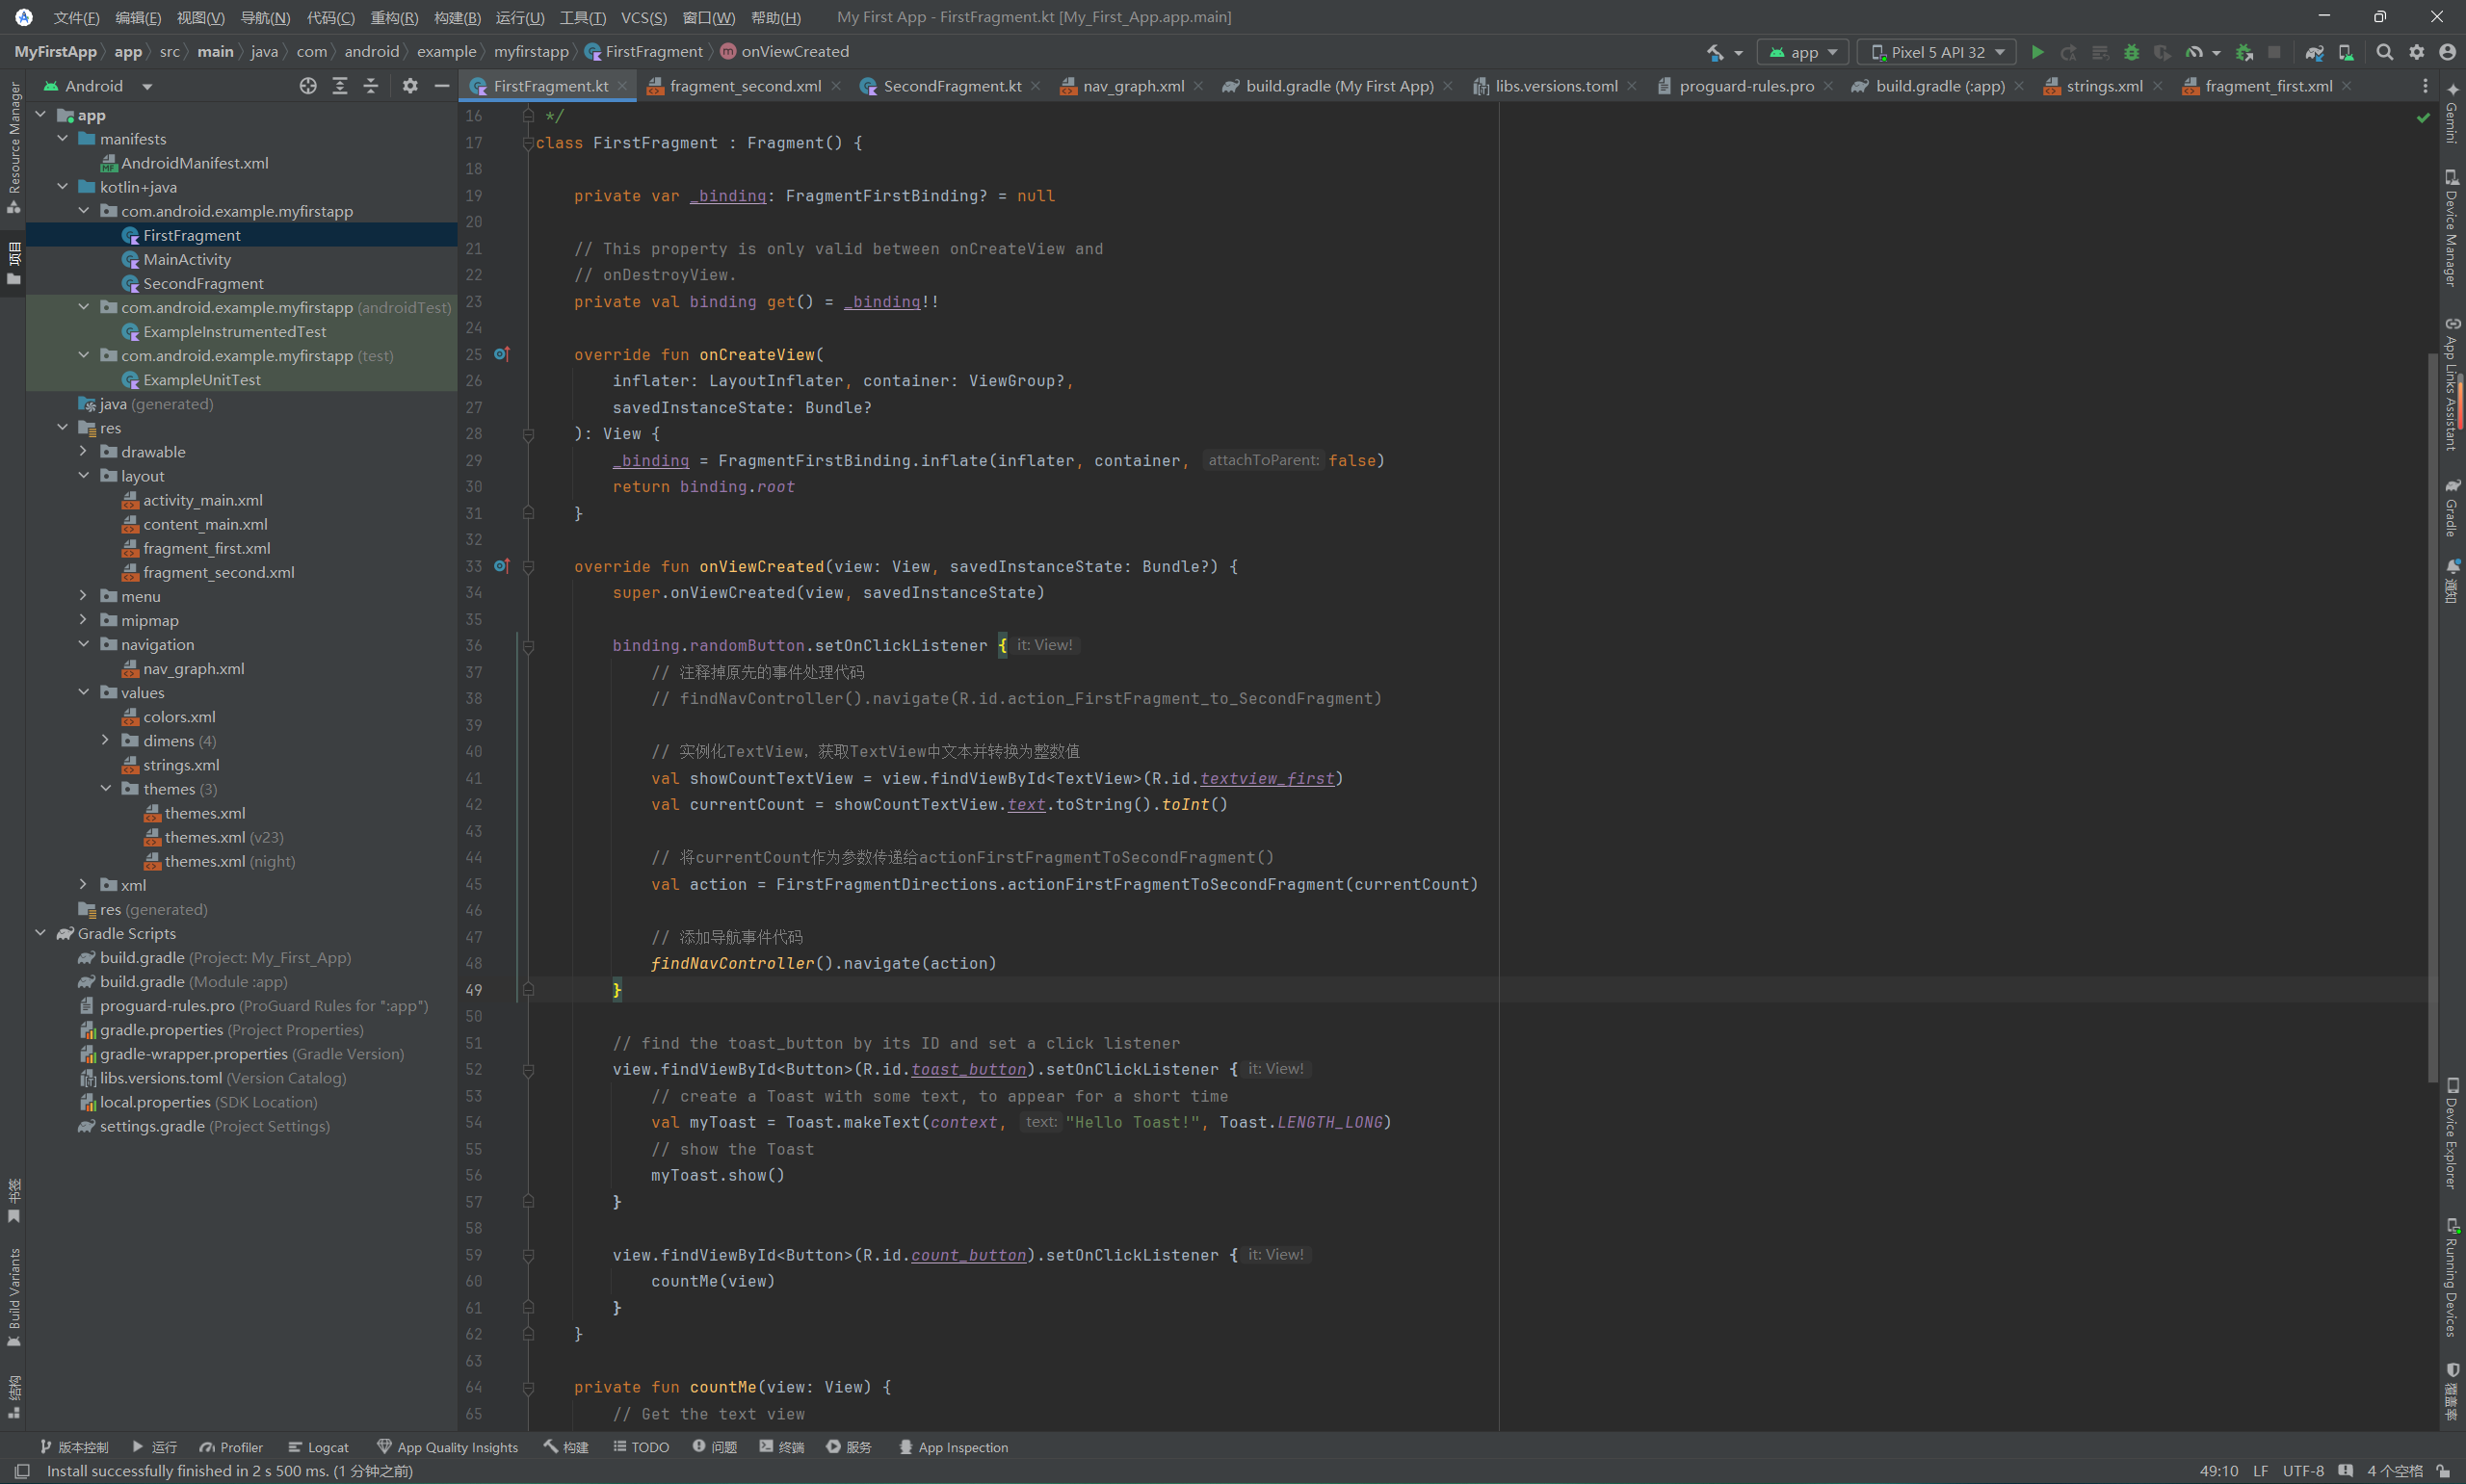 文件(F) 编辑(E) 视图(V) 导航(N) 代码(C) 重构(R) 构建(B) 运行(U) 工具(T) VCS(S) 窗口(W) 帮助(H) My First App - FirstFragment.kt [My_First_App.app.main]
MyFirstApp app src main java com android example myfirstapp FirstFragment onViewCreated app Pixel 5 API 32
Android
FirstFragment.kt fragment_second.xml SecondFragment.kt nav_graph.xml build.gradle (My First App) libs.versions.toml proguard-rules.pro build.gradle (:app) strings.xml fragment_first.xml
Resource Manager
项目
书签
Build Variants
结构
app
manifests
AndroidManifest.xml
kotlin+java
com.android.example.myfirstapp
FirstFragment
MainActivity
SecondFragment
com.android.example.myfirstapp (androidTest)
ExampleInstrumentedTest
com.android.example.myfirstapp (test)
ExampleUnitTest
java (generated)
res
drawable
layout
activity_main.xml
content_main.xml
fragment_first.xml
fragment_second.xml
menu
mipmap
navigation
nav_graph.xml
values
colors.xml
dimens (4)
strings.xml
themes (3)
themes.xml
themes.xml (v23)
themes.xml (night)
xml
res (generated)
Gradle Scripts
build.gradle (Project: My_First_App)
build.gradle (Module :app)
proguard-rules.pro (ProGuard Rules for ":app")
gradle.properties (Project Properties)
gradle-wrapper.properties (Gradle Version)
libs.versions.toml (Version Catalog)
local.properties (SDK Location)
settings.gradle (Project Settings)
16 */
17 class FirstFragment : Fragment() {
18
19 private var _binding: FragmentFirstBinding? = null
20
21 // This property is only valid between onCreateView and
22 // onDestroyView.
23 private val binding get() = _binding!!
24
25 override fun onCreateView(
26 inflater: LayoutInflater, container: ViewGroup?,
27 savedInstanceState: Bundle?
28 ): View {
29 _binding = FragmentFirstBinding.inflate(inflater, container, attachToParent: false)
30 return binding.root
31 }
32
33 override fun onViewCreated(view: View, savedInstanceState: Bundle?) {
34 super.onViewCreated(view, savedInstanceState)
35
36 binding.randomButton.setOnClickListener { it: View!
37 // 注释掉原先的事件处理代码
38 // findNavController().navigate(R.id.action_FirstFragment_to_SecondFragment)
39
40 // 实例化TextView，获取TextView中文本并转换为整数值
41 val showCountTextView = view.findViewById<TextView>(R.id.textview_first)
42 val currentCount = showCountTextView.text.toString().toInt()
43
44 // 将currentCount作为参数传递给actionFirstFragmentToSecondFragment()
45 val action = FirstFragmentDirections.actionFirstFragmentToSecondFragment(currentCount)
46
47 // 添加导航事件代码
48 findNavController().navigate(action)
49 }
50
51 // find the toast_button by its ID and set a click listener
52 view.findViewById<Button>(R.id.toast_button).setOnClickListener { it: View!
53 // create a Toast with some text, to appear for a short time
54 val myToast = Toast.makeText(context, text: "Hello Toast!", Toast.LENGTH_LONG)
55 // show the Toast
56 myToast.show()
57 }
58
59 view.findViewById<Button>(R.id.count_button).setOnClickListener { it: View!
60 countMe(view)
61 }
62 }
63
64 private fun countMe(view: View) {
65 // Get the text view
Gemini
Device Manager
App Links Assistant
Gradle
通知
Device Explorer
Running Devices
覆盖率
版本控制 运行 Profiler Logcat App Quality Insights 构建 TODO 问题 终端 服务 App Inspection
Install successfully finished in 2 s 500 ms. (1 分钟之前) 49:10 LF UTF-8 4 个空格